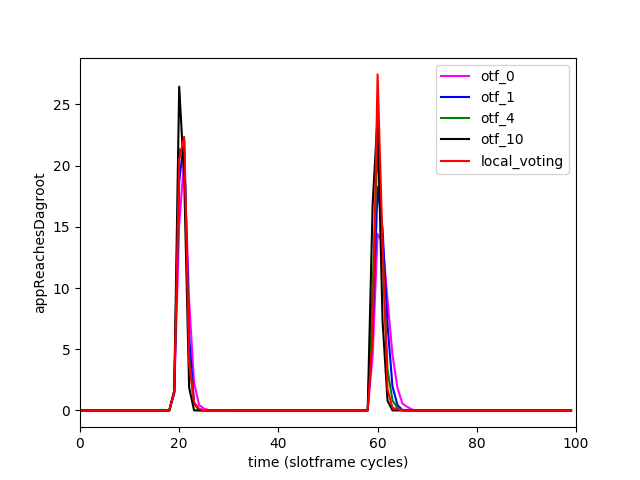 otf_0
otf_1
otf_4
otf_10
local_voting
25
20
15
10
5
0
appReachesDagroot
0 20 40 60 80 100
time (slotframe cycles)